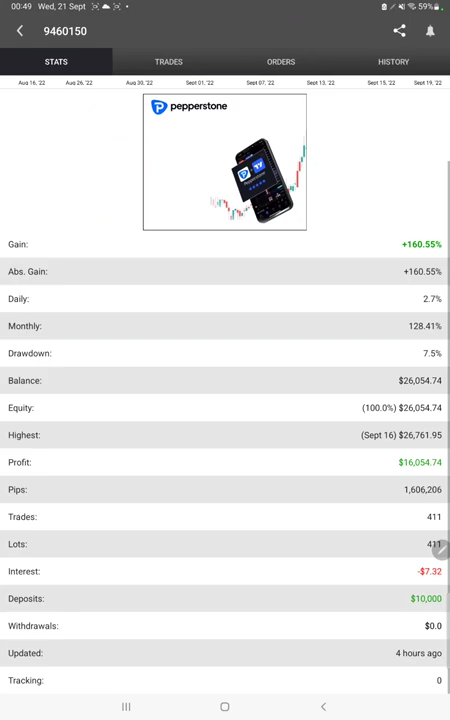 00:49 Wed, 21 Sept 59%
9460150
STATS TRADES ORDERS HISTORY
Aug 16, '22 Aug 26, '22 Aug 30, '22 Sept 01, '22 Sept 07, '22 Sept 13, '22 Sept 15, '22 Sept 19, '22
pepperstone
Gain: +160.55%
Abs. Gain: +160.55%
Daily: 2.7%
Monthly: 128.41%
Drawdown: 7.5%
Balance: $26,054.74
Equity: (100.0%) $26,054.74
Highest: (Sept 16) $26,761.95
Profit: $16,054.74
Pips: 1,606,206
Trades: 411
Lots: 411
Interest: -$7.32
Deposits: $10,000
Withdrawals: $0.0
Updated: 4 hours ago
Tracking: 0